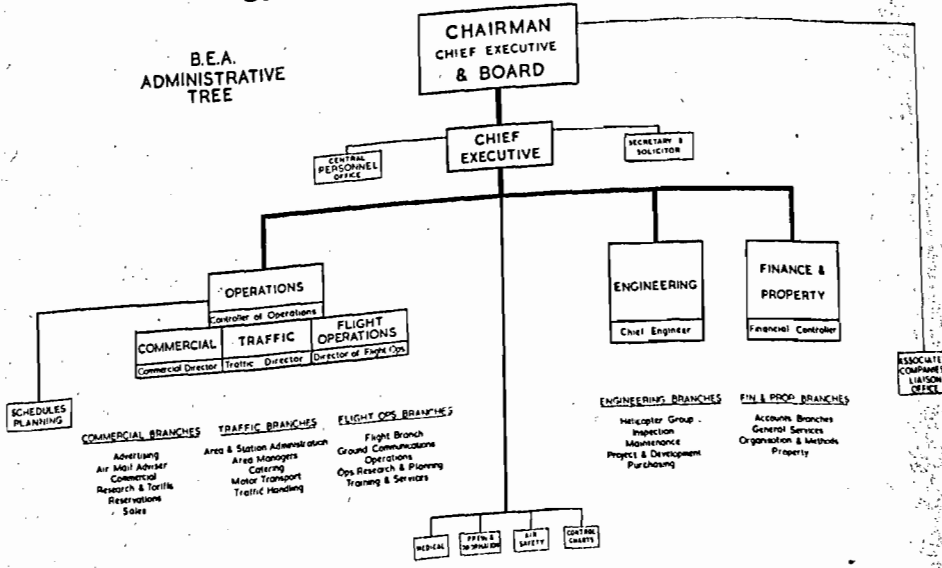 B.E.A.
ADMINISTRATIVE
TREE
CHAIRMAN
CHIEF EXECUTIVE
& BOARD
CENTRAL
PERSONNEL
OFFICE
CHIEF
EXECUTIVE
SECRETARY &
SOLICITOR
OPERATIONS
Controller of Operations
COMMERCIAL
Commercial Director
TRAFFIC
Traffic Director
FLIGHT
OPERATIONS
Director of Flight Ops.
ENGINEERING
Chief Engineer
FINANCE &
PROPERTY
Financial Controller
ASSOCIATE
COMPANIES
LIAISON
OFFICE
SCHEDULES
PLANNING
COMMERCIAL BRANCHES
Advertising
Air Mail Adviser
Commercial
Research & Tariffs
Reservations
Sales
TRAFFIC BRANCHES
Area & Station Administration
Area Managers
Catering
Motor Transport
Traffic Handling
FLIGHT OPS BRANCHES
Flight Branch
Ground Communications
Operations
Ops Research & Planning
Training & Services
ENGINEERING BRANCHES
Helicopter Group
Inspection
Maintenance
Project & Development
Purchasing
FIN & PROP BRANCHES
Accounts Branches
General Services
Organisation & Methods
Property
MEDICAL
PRESS &
INFORMATION
AIR
SAFETY
CONTROL
CHARTS